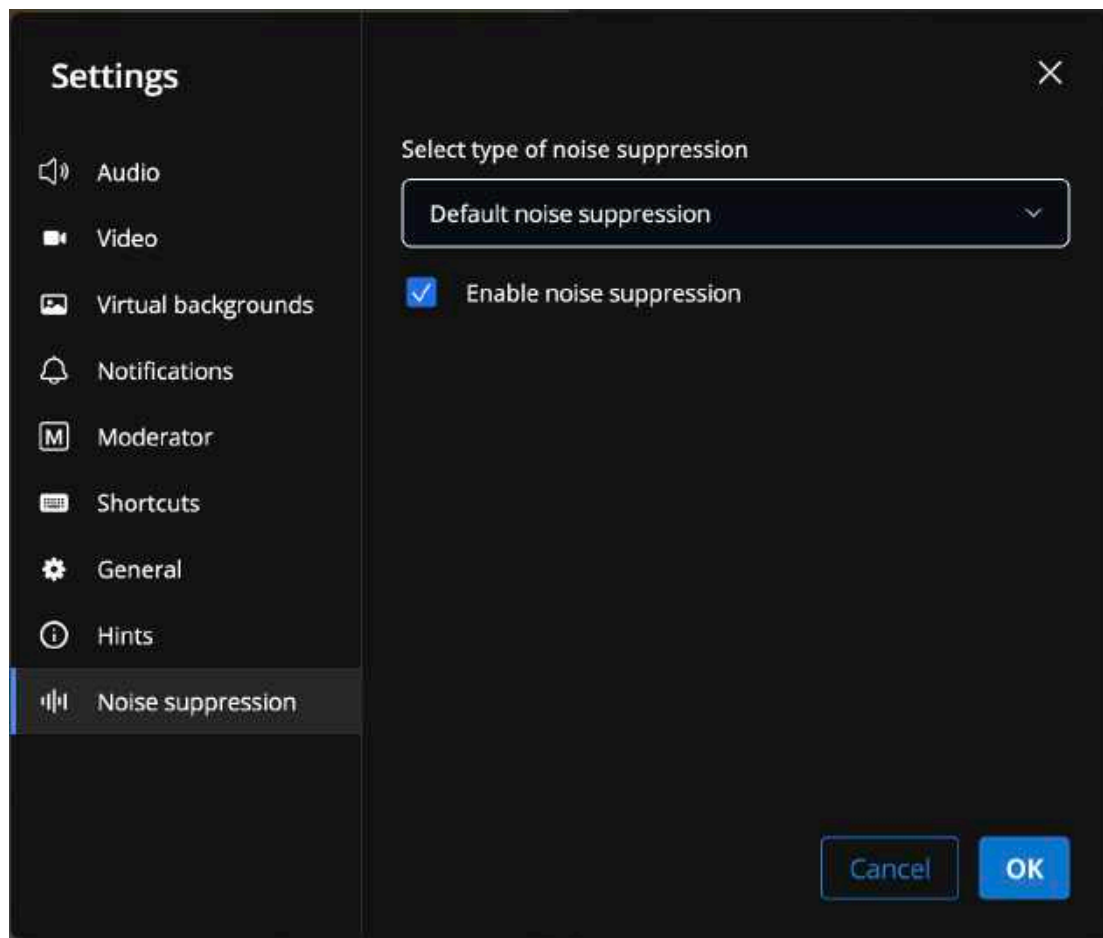 Settings
Audio
Video
Virtual backgrounds
Notifications
M Moderator
Shortcuts
General
Hints
Noise suppression
Select type of noise suppression
Default noise suppression
Enable noise suppression
Cancel
OK